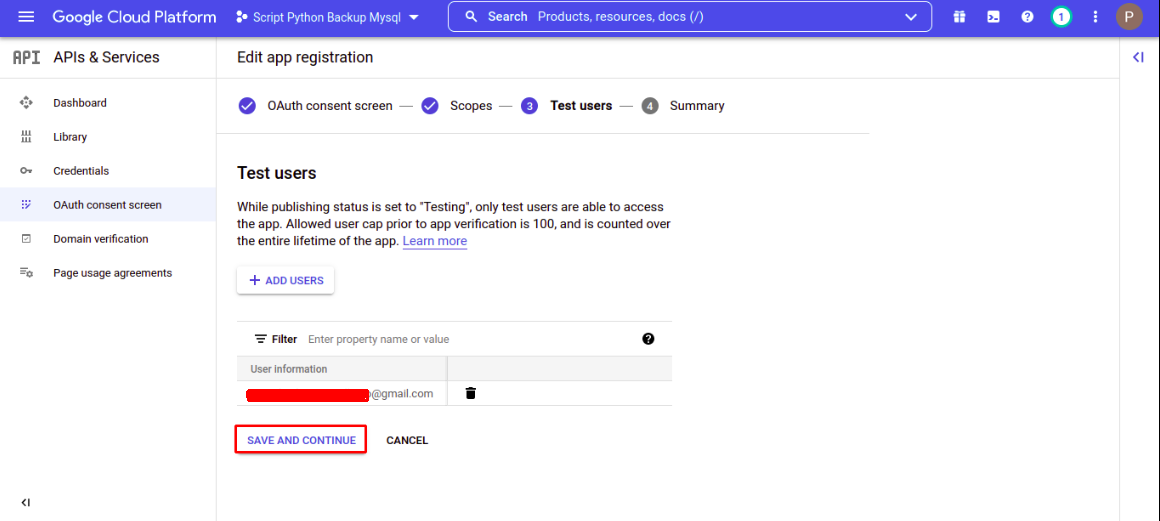 Google Cloud Platform
Script Python Backup Mysql
Search Products, resources, docs (/)
1
P
API APIs & Services
Edit app registration
Dashboard
Library
Credentials
OAuth consent screen
Domain verification
Page usage agreements
OAuth consent screen — Scopes — 3 Test users — 4 Summary
Test users
While publishing status is set to "Testing", only test users are able to access
the app. Allowed user cap prior to app verification is 100, and is counted over
the entire lifetime of the app. Learn more
ADD USERS
Filter Enter property name or value
User information
@gmail.com
SAVE AND CONTINUE CANCEL